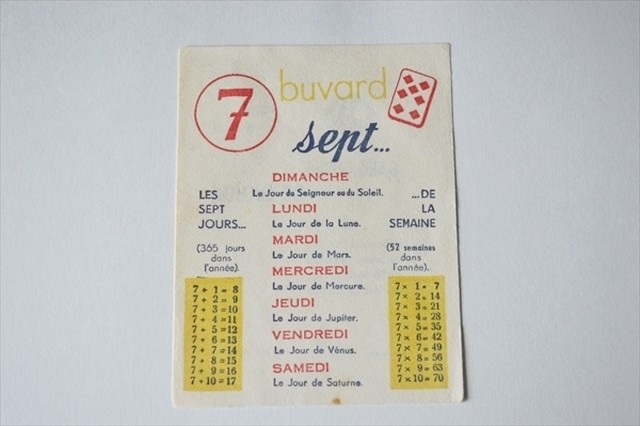 7
buvard
sept...
DIMANCHE
Le Jour du Seigneur ou du Soleil.
LUNDI
Le Jour de la Lune.
MARDI
Le Jour de Mars.
MERCREDI
Le Jour de Mercure.
JEUDI
Le Jour de Jupiter.
VENDREDI
Le Jour de Vénus.
SAMEDI
Le Jour de Saturne.
LES
SEPT
JOURS...
(365 jours
dans
l'année).
7 + 1 = 8
7 + 2 = 9
7 + 3 = 10
7 + 4 = 11
7 + 5 = 12
7 + 6 = 13
7 + 7 = 14
7 + 8 = 15
7 + 9 = 16
7 + 10 = 17
...DE
LA
SEMAINE
(52 semaines
dans
l'année).
7 × 1 = 7
7 × 2 = 14
7 × 3 = 21
7 × 4 = 28
7 × 5 = 35
7 × 6 = 42
7 × 7 = 49
7 × 8 = 56
7 × 9 = 63
7 × 10 = 70